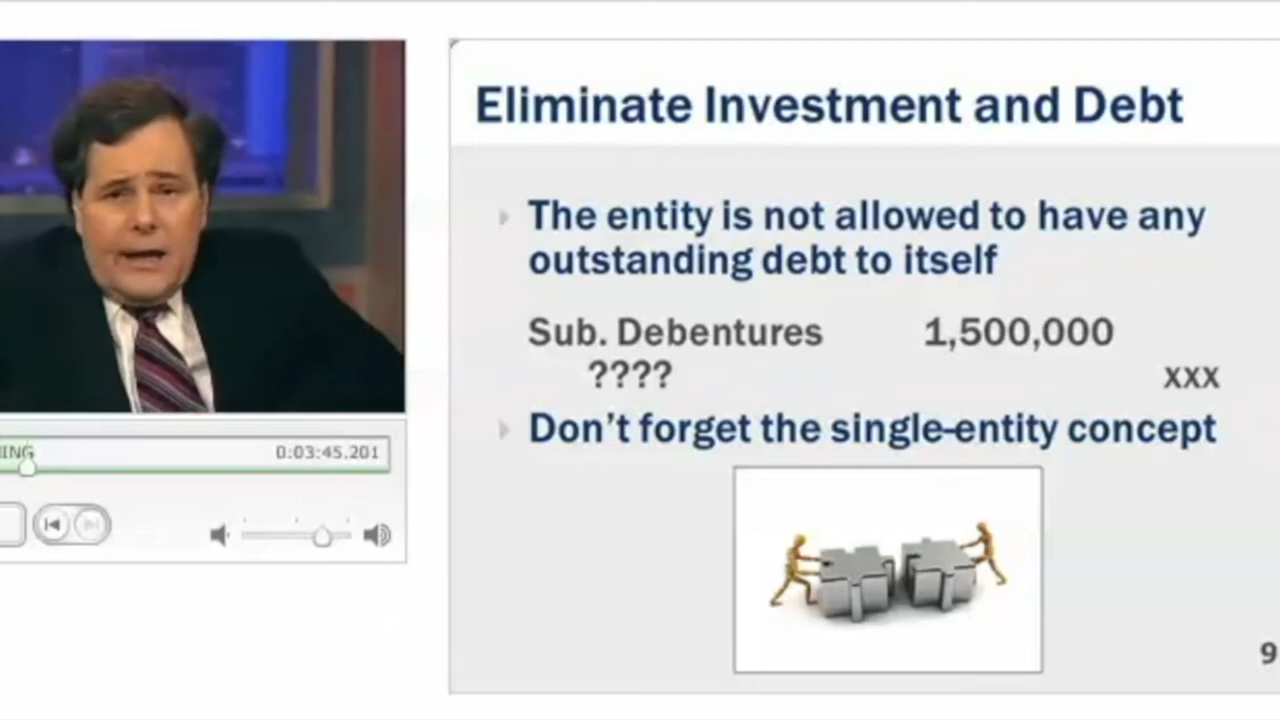 Eliminate Investment and Debt
The entity is not allowed to have any
outstanding debt to itself
Sub. Debentures 1,500,000
???? xxx
Don't forget the single-entity concept
ING 0:03:45.201
9